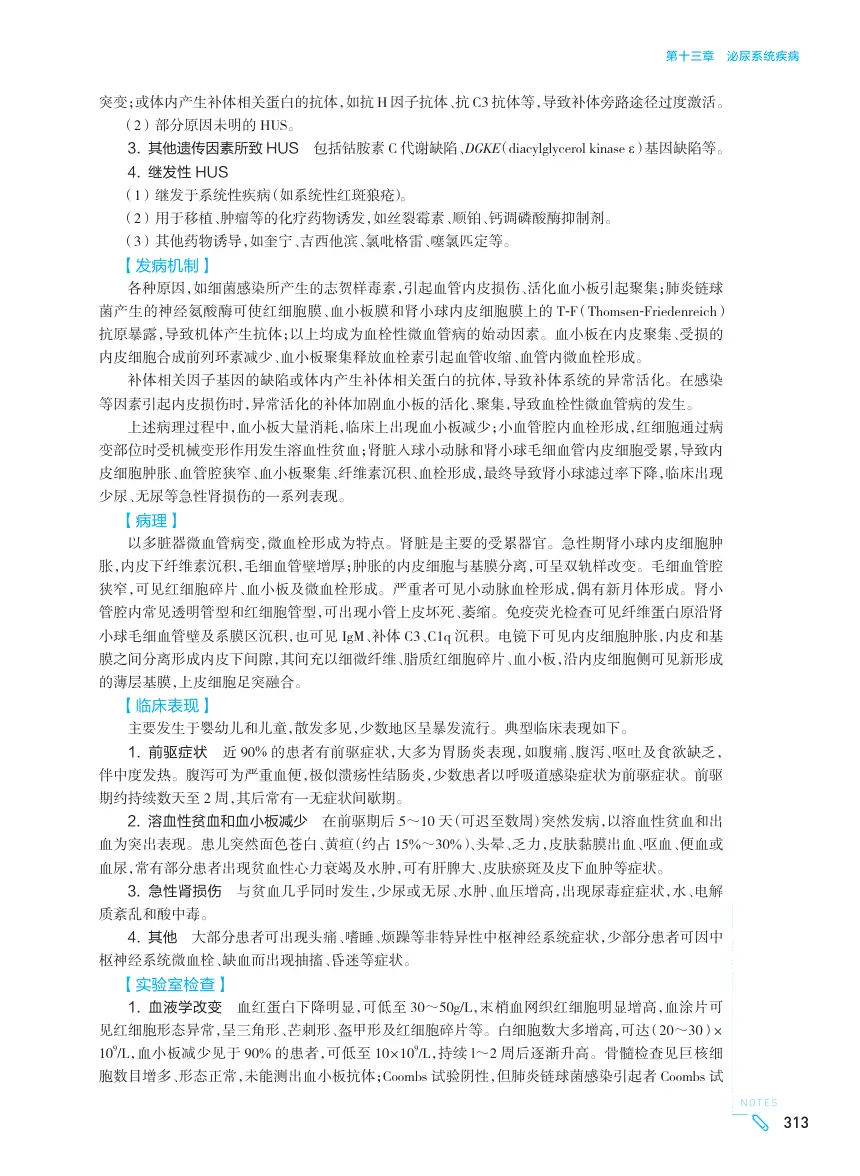 第十三章　泌尿系统疾病
突变；或体内产生补体相关蛋白的抗体，如抗 H 因子抗体、抗 C3 抗体等，导致补体旁路途径过度激活。
（2）部分原因未明的 HUS。
3. 其他遗传因素所致 HUS　包括钴胺素 C 代谢缺陷、DGKE（diacylglycerol kinase ε）基因缺陷等。
4. 继发性 HUS
（1）继发于系统性疾病（如系统性红斑狼疮）。
（2）用于移植、肿瘤等的化疗药物诱发，如丝裂霉素、顺铂、钙调磷酸酶抑制剂。
（3）其他药物诱导，如奎宁、吉西他滨、氯吡格雷、噻氯匹定等。
【发病机制】
各种原因，如细菌感染所产生的志贺样毒素，引起血管内皮损伤、活化血小板引起聚集；肺炎链球
菌产生的神经氨酸酶可使红细胞膜、血小板膜和肾小球内皮细胞膜上的 T-F（Thomsen-Friedenreich）
抗原暴露，导致机体产生抗体；以上均成为血栓性微血管病的始动因素。血小板在内皮聚集、受损的
内皮细胞合成前列环素减少、血小板聚集释放血栓素引起血管收缩、血管内微血栓形成。
补体相关因子基因的缺陷或体内产生补体相关蛋白的抗体，导致补体系统的异常活化。在感染
等因素引起内皮损伤时，异常活化的补体加剧血小板的活化、聚集，导致血栓性微血管病的发生。
上述病理过程中，血小板大量消耗，临床上出现血小板减少；小血管腔内血栓形成，红细胞通过病
变部位时受机械变形作用发生溶血性贫血；肾脏入球小动脉和肾小球毛细血管内皮细胞受累，导致内
皮细胞肿胀、血管腔狭窄、血小板聚集、纤维素沉积、血栓形成，最终导致肾小球滤过率下降，临床出现
少尿、无尿等急性肾损伤的一系列表现。
【病理】
以多脏器微血管病变，微血栓形成为特点。肾脏是主要的受累器官。急性期肾小球内皮细胞肿
胀，内皮下纤维素沉积，毛细血管壁增厚；肿胀的内皮细胞与基膜分离，可呈双轨样改变。毛细血管腔
狭窄，可见红细胞碎片、血小板及微血栓形成。严重者可见小动脉血栓形成，偶有新月体形成。肾小
管腔内常见透明管型和红细胞管型，可出现小管上皮坏死、萎缩。免疫荧光检查可见纤维蛋白原沿肾
小球毛细血管壁及系膜区沉积，也可见 IgM、补体 C3、C1q 沉积。电镜下可见内皮细胞肿胀，内皮和基
膜之间分离形成内皮下间隙，其间充以细微纤维、脂质红细胞碎片、血小板，沿内皮细胞侧可见新形成
的薄层基膜，上皮细胞足突融合。
【临床表现】
主要发生于婴幼儿和儿童，散发多见，少数地区呈暴发流行。典型临床表现如下。
1. 前驱症状　近 90% 的患者有前驱症状，大多为胃肠炎表现，如腹痛、腹泻、呕吐及食欲缺乏，
伴中度发热。腹泻可为严重血便，极似溃疡性结肠炎，少数患者以呼吸道感染症状为前驱症状。前驱
期约持续数天至 2 周，其后常有一无症状间歇期。
2. 溶血性贫血和血小板减少　在前驱期后 5～10 天（可迟至数周）突然发病，以溶血性贫血和出
血为突出表现。患儿突然面色苍白、黄疸（约占 15%～30%）、头晕、乏力，皮肤黏膜出血、呕血、便血或
血尿，常有部分患者出现贫血性心力衰竭及水肿，可有肝脾大、皮肤瘀斑及皮下血肿等症状。
3. 急性肾损伤　与贫血几乎同时发生，少尿或无尿、水肿、血压增高，出现尿毒症症状，水、电解
质紊乱和酸中毒。
4. 其他　大部分患者可出现头痛、嗜睡、烦躁等非特异性中枢神经系统症状，少部分患者可因中
枢神经系统微血栓、缺血而出现抽搐、昏迷等症状。
【实验室检查】
1. 血液学改变　血红蛋白下降明显，可低至 30～50g/L，末梢血网织红细胞明显增高，血涂片可
见红细胞形态异常，呈三角形、芒刺形、盔甲形及红细胞碎片等。白细胞数大多增高，可达（20～30）×
10⁹/L，血小板减少见于 90% 的患者，可低至 10×10⁹/L，持续 1～2 周后逐渐升高。骨髓检查见巨核细
胞数目增多、形态正常，未能测出血小板抗体；Coombs 试验阴性，但肺炎链球菌感染引起者 Coombs 试
NOTES
313